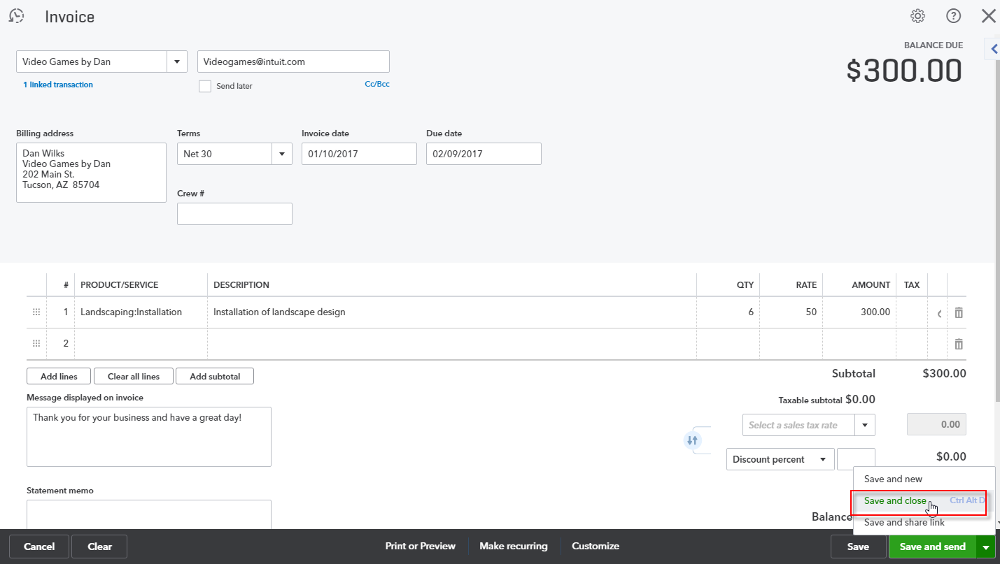 Invoice
BALANCE DUE
$300.00
Video Games by Dan
Videogames@intuit.com
1 linked transaction
Send later
Cc/Bcc
Billing address
Dan Wilks
Video Games by Dan
202 Main St.
Tucson, AZ 85704
Terms
Net 30
Invoice date
01/10/2017
Due date
02/09/2017
Crew #
# PRODUCT/SERVICE DESCRIPTION QTY RATE AMOUNT TAX
1 Landscaping:Installation Installation of landscape design 6 50 300.00
2
Add lines Clear all lines Add subtotal
Subtotal $300.00
Message displayed on invoice
Thank you for your business and have a great day!
Taxable subtotal $0.00
Select a sales tax rate 0.00
Discount percent $0.00
Statement memo
Balance
Save and new
Save and close Ctrl Alt D
Save and share link
Cancel Clear Print or Preview Make recurring Customize Save Save and send